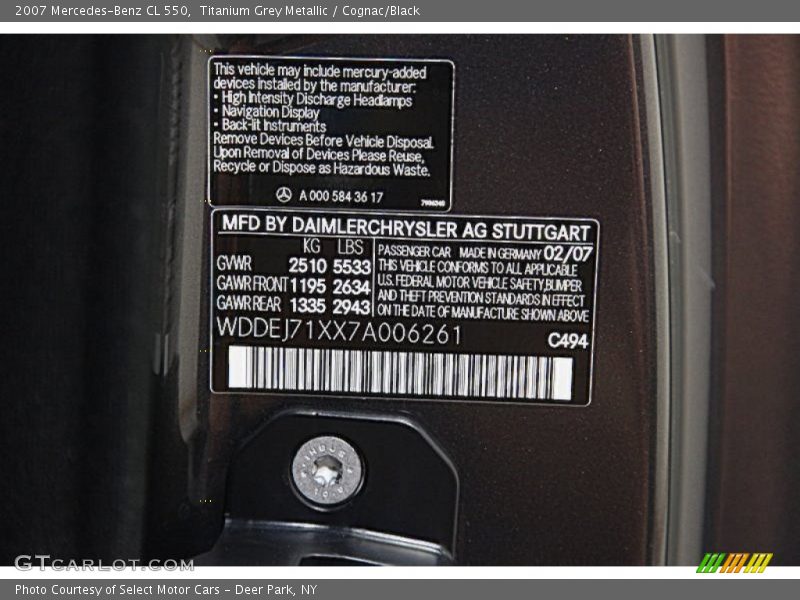 2007 Mercedes-Benz CL 550,  Titanium Grey Metallic / Cognac/Black
This vehicle may include mercury-added
devices installed by the manufacturer:
• High Intensity Discharge Headlamps
• Navigation Display
• Back-lit Instruments
Remove Devices Before Vehicle Disposal.
Upon Removal of Devices Please Reuse,
Recycle or Dispose as Hazardous Waste.
A 000 584 36 17
MFD BY DAIMLERCHRYSLER AG STUTTGART
KG LBS
GVWR 2510 5533
GAWR FRONT 1195 2634
GAWR REAR 1335 2943
PASSENGER CAR MADE IN GERMANY 02/07
THIS VEHICLE CONFORMS TO ALL APPLICABLE
U.S. FEDERAL MOTOR VEHICLE SAFETY, BUMPER
AND THEFT PREVENTION STANDARDS IN EFFECT
ON THE DATE OF MANUFACTURE SHOWN ABOVE
WDDEJ71XX7A006261
C494
GTCARLOT.COM
Photo Courtesy of Select Motor Cars - Deer Park, NY